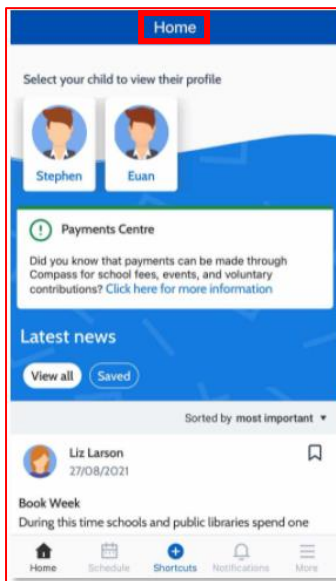 Home
Select your child to view their profile
Stephen
Euan
Payments Centre
Did you know that payments can be made through
Compass for school fees, events, and voluntary
contributions? Click here for more information
Latest news
View all
Saved
Sorted by most important
Liz Larson
27/08/2021
Book Week
During this time schools and public libraries spend one
Home
Schedule
Shortcuts
Notifications
More